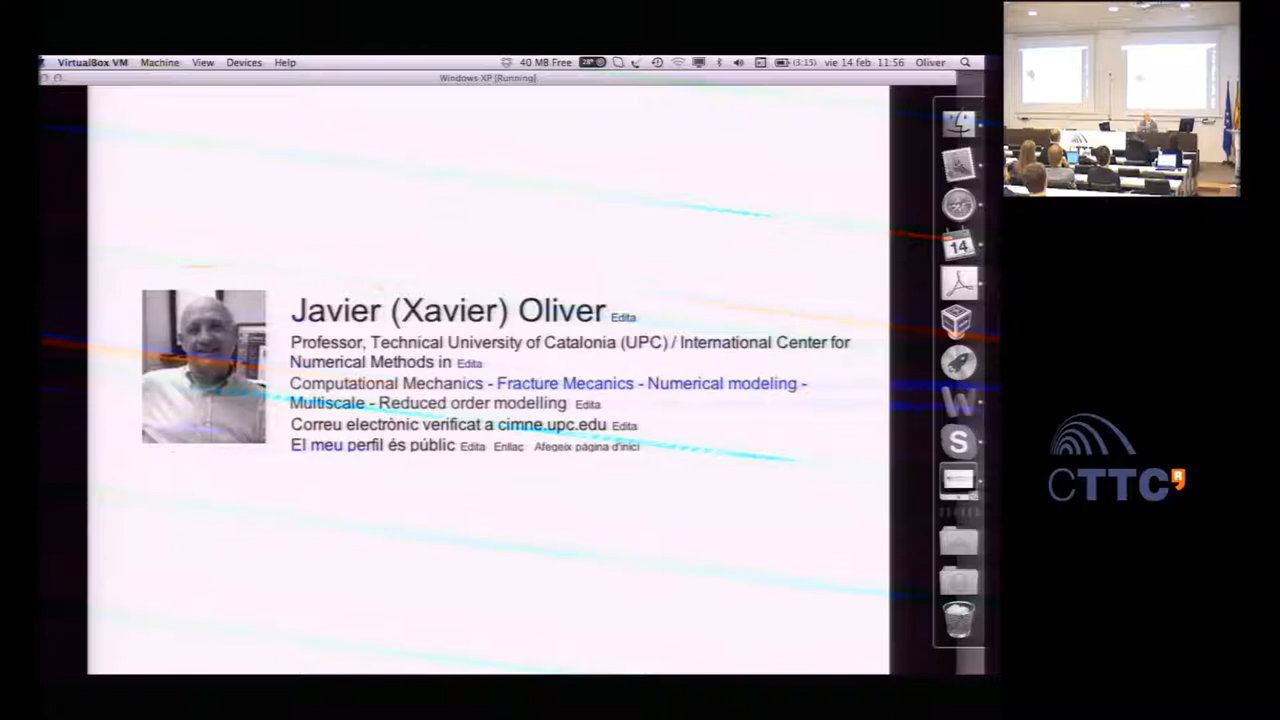 VirtualBox VM Machine View Devices Help 40 MB Free 28° (3:15) vie 14 feb 11:56 Oliver
Windows XP [Running]
14
Javier (Xavier) Oliver Edita
Professor, Technical University of Catalonia (UPC) / International Center for
Numerical Methods in Edita
Computational Mechanics - Fracture Mecanics - Numerical modeling -
Multiscale - Reduced order modelling Edita
Correu electrònic verificat a cimne.upc.edu Edita
El meu perfil és públic Edita Enllaç Afegeix pàgina d'inici
W
S
CTTC R